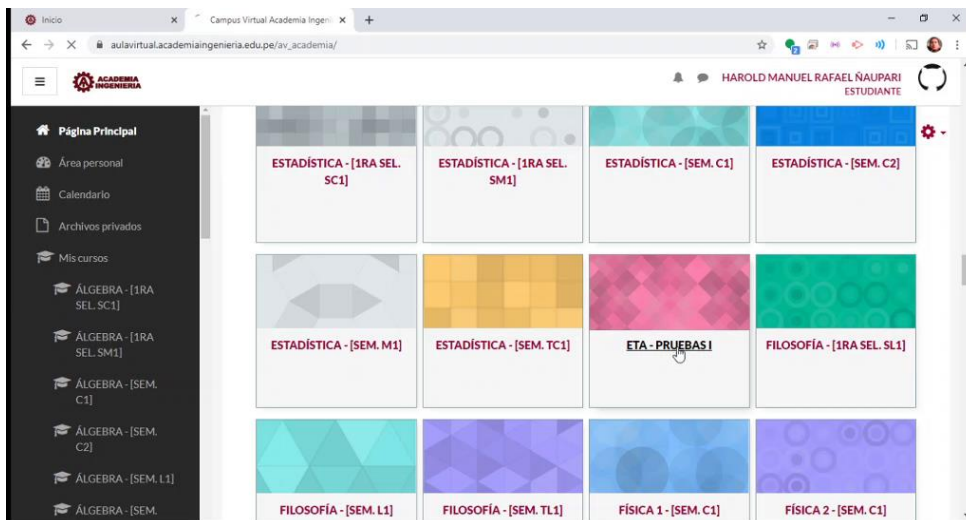 Inicio
Campus Virtual Academia Ingeni
aulavirtual.academiaingenieria.edu.pe/av_academia/
ACADEMIA
INGENIERIA
HAROLD MANUEL RAFAEL ÑAUPARI
ESTUDIANTE
Página Principal
Área personal
Calendario
Archivos privados
Mis cursos
ÁLGEBRA - [1RA
SEL. SC1]
ÁLGEBRA - [1RA
SEL. SM1]
ÁLGEBRA - [SEM.
C1]
ÁLGEBRA - [SEM.
C2]
ÁLGEBRA - [SEM. L1]
ÁLGEBRA - [SEM.
ESTADÍSTICA - [1RA SEL.
SC1]
ESTADÍSTICA - [1RA SEL.
SM1]
ESTADÍSTICA - [SEM. C1]
ESTADÍSTICA - [SEM. C2]
ESTADÍSTICA - [SEM. M1]
ESTADÍSTICA - [SEM. TC1]
ETA - PRUEBAS I
FILOSOFÍA - [1RA SEL. SL1]
FILOSOFÍA - [SEM. L1]
FILOSOFÍA - [SEM. TL1]
FÍSICA 1 - [SEM. C1]
FÍSICA 2 - [SEM. C1]